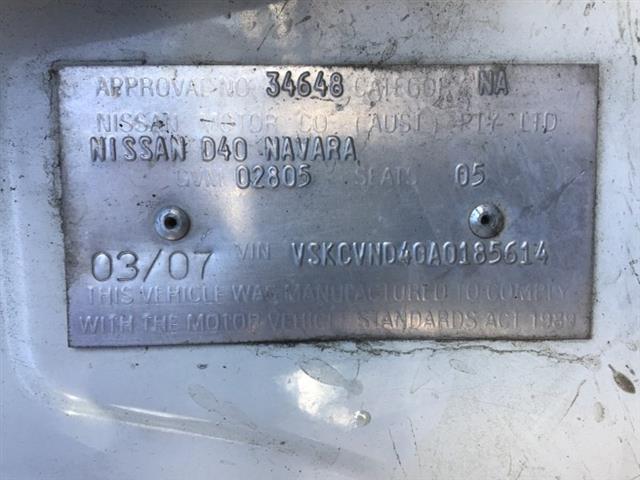 APPROVAL NO. 34648 CATEGORY NA
NISSAN MOTOR CO. (AUST.) PTY. LTD
NISSAN D40 NAVARA
GVM 02805 SEATS 05
03/07 VIN VSKCVND40A0185614
THIS VEHICLE WAS MANUFACTURED TO COMPLY
WITH THE MOTOR VEHICLE STANDARDS ACT 1989